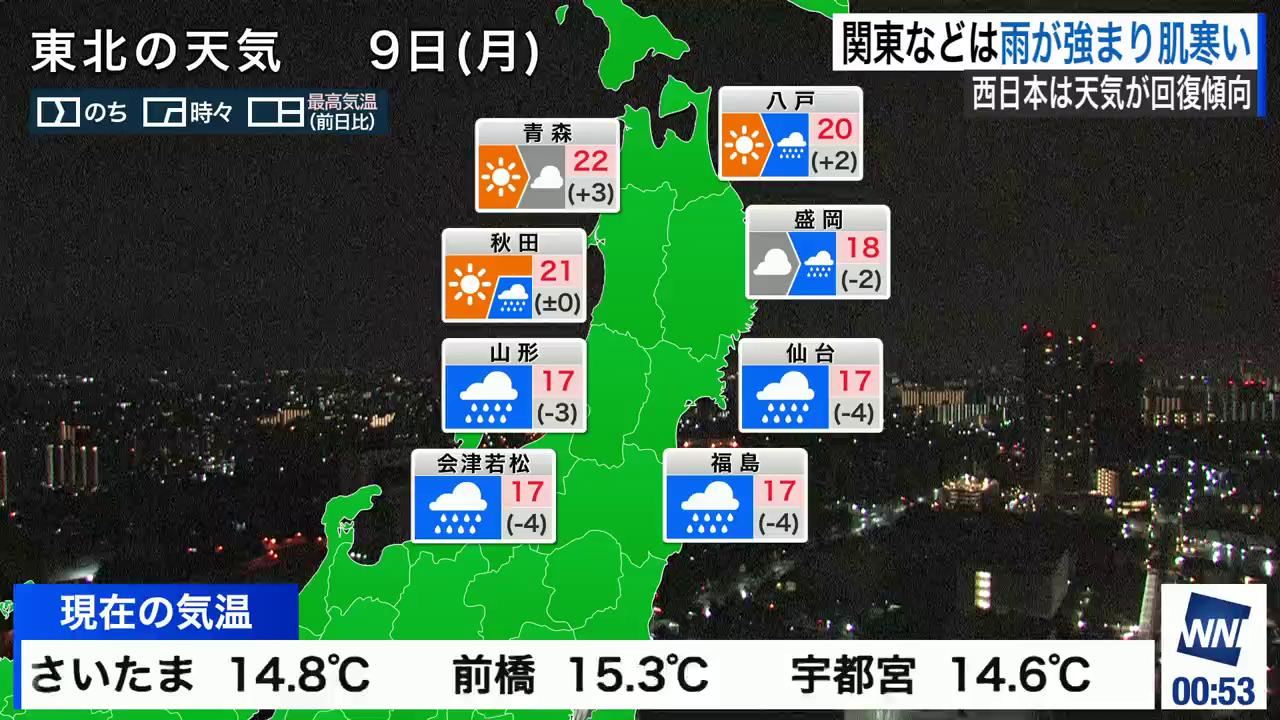 東北の天気 9日(月)
のち 時々 最高気温
(前日比)
関東などは雨が強まり肌寒い
西日本は天気が回復傾向
八戸
20
(+2)
青森
22
(+3)
盛岡
18
(-2)
秋田
21
(±0)
山形
17
(-3)
仙台
17
(-4)
会津若松
17
(-4)
福島
17
(-4)
現在の気温
さいたま 14.8℃ 前橋 15.3℃ 宇都宮 14.6℃
WNI
00:53